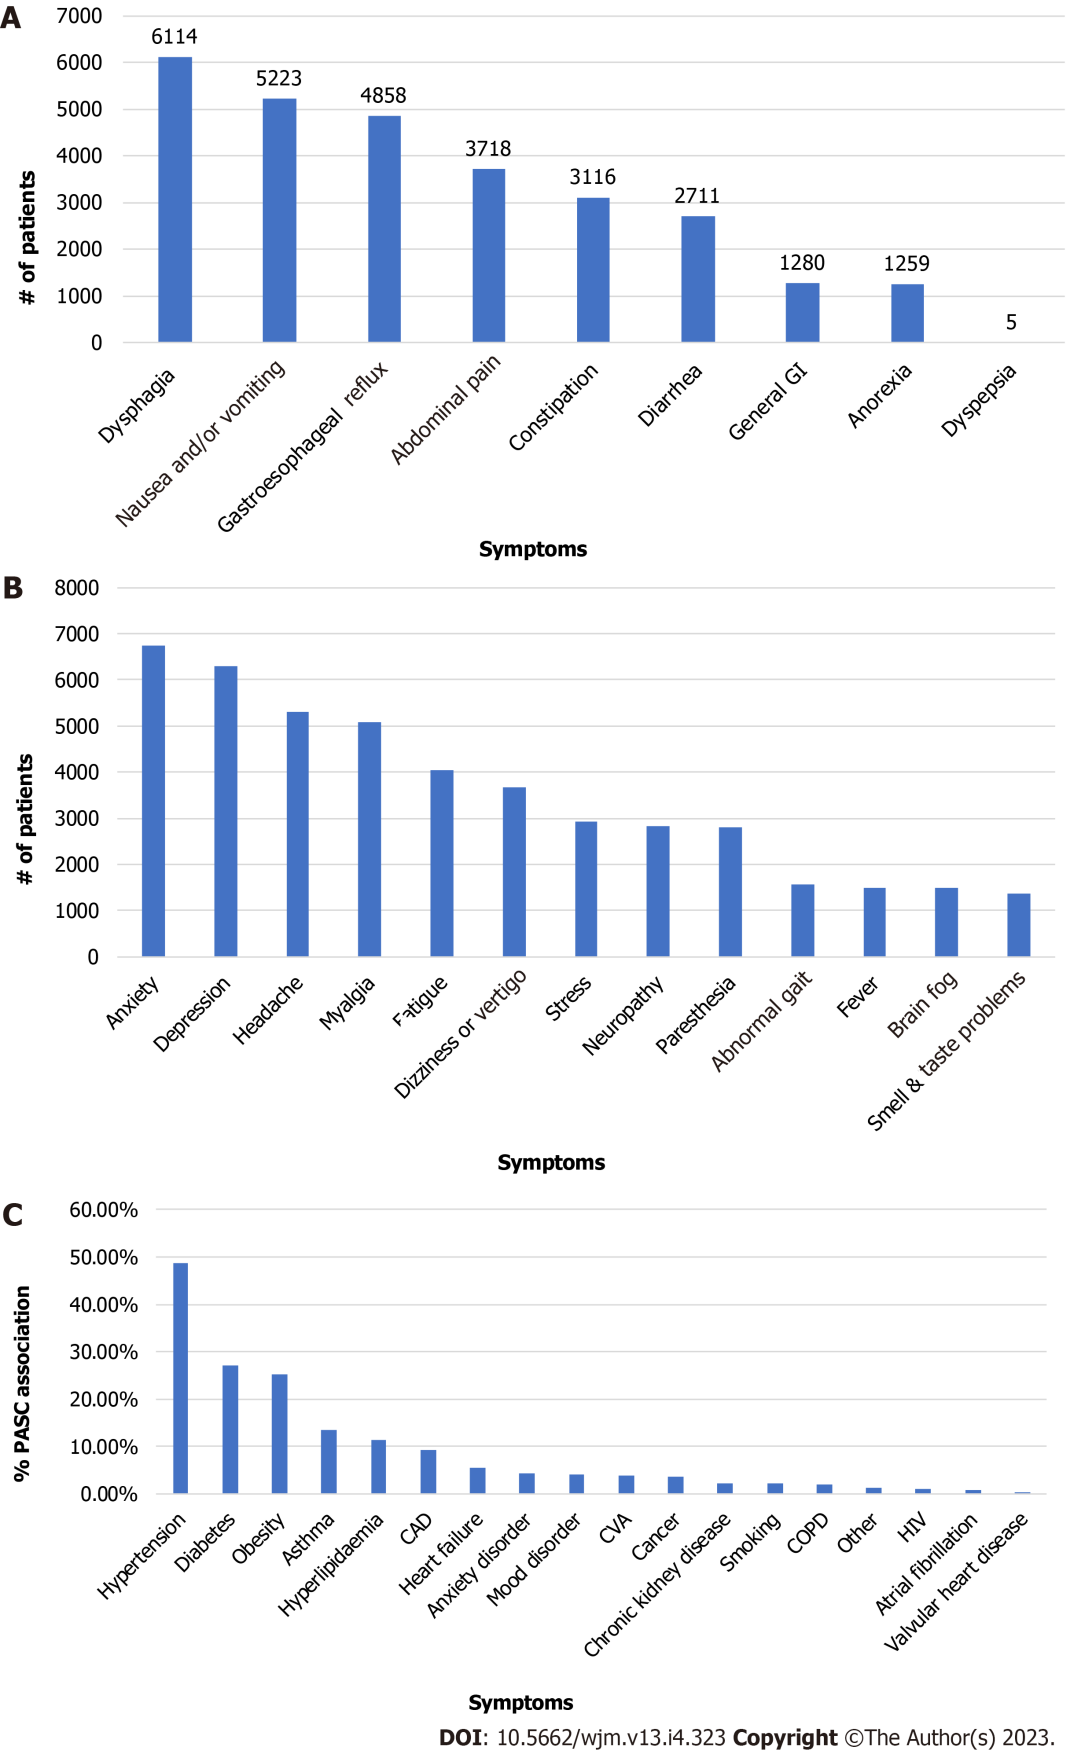 A
7000
6000
5000
4000
3000
2000
1000
0
# of patients
6114
5223
4858
3718
3116
2711
1280
1259
5
Dysphagia
Nausea and/or vomiting
Gastroesophageal reflux
Abdominal pain
Constipation
Diarrhea
General GI
Anorexia
Dyspepsia
Symptoms
B
8000
7000
6000
5000
4000
3000
2000
1000
0
# of patients
Anxiety
Depression
Headache
Myalgia
Fatigue
Dizziness or vertigo
Stress
Neuropathy
Paresthesia
Abnormal gait
Fever
Brain fog
Smell & taste problems
Symptoms
C
60.00%
50.00%
40.00%
30.00%
20.00%
10.00%
0.00%
% PASC association
Hypertension
Diabetes
Obesity
Asthma
Hyperlipidaemia
CAD
Heart failure
Anxiety disorder
Mood disorder
CVA
Cancer
Chronic kidney disease
Smoking
COPD
Other
HIV
Atrial fibrillation
Valvular heart disease
Symptoms
DOI: 10.5662/wjm.v13.i4.323 Copyright ©The Author(s) 2023.